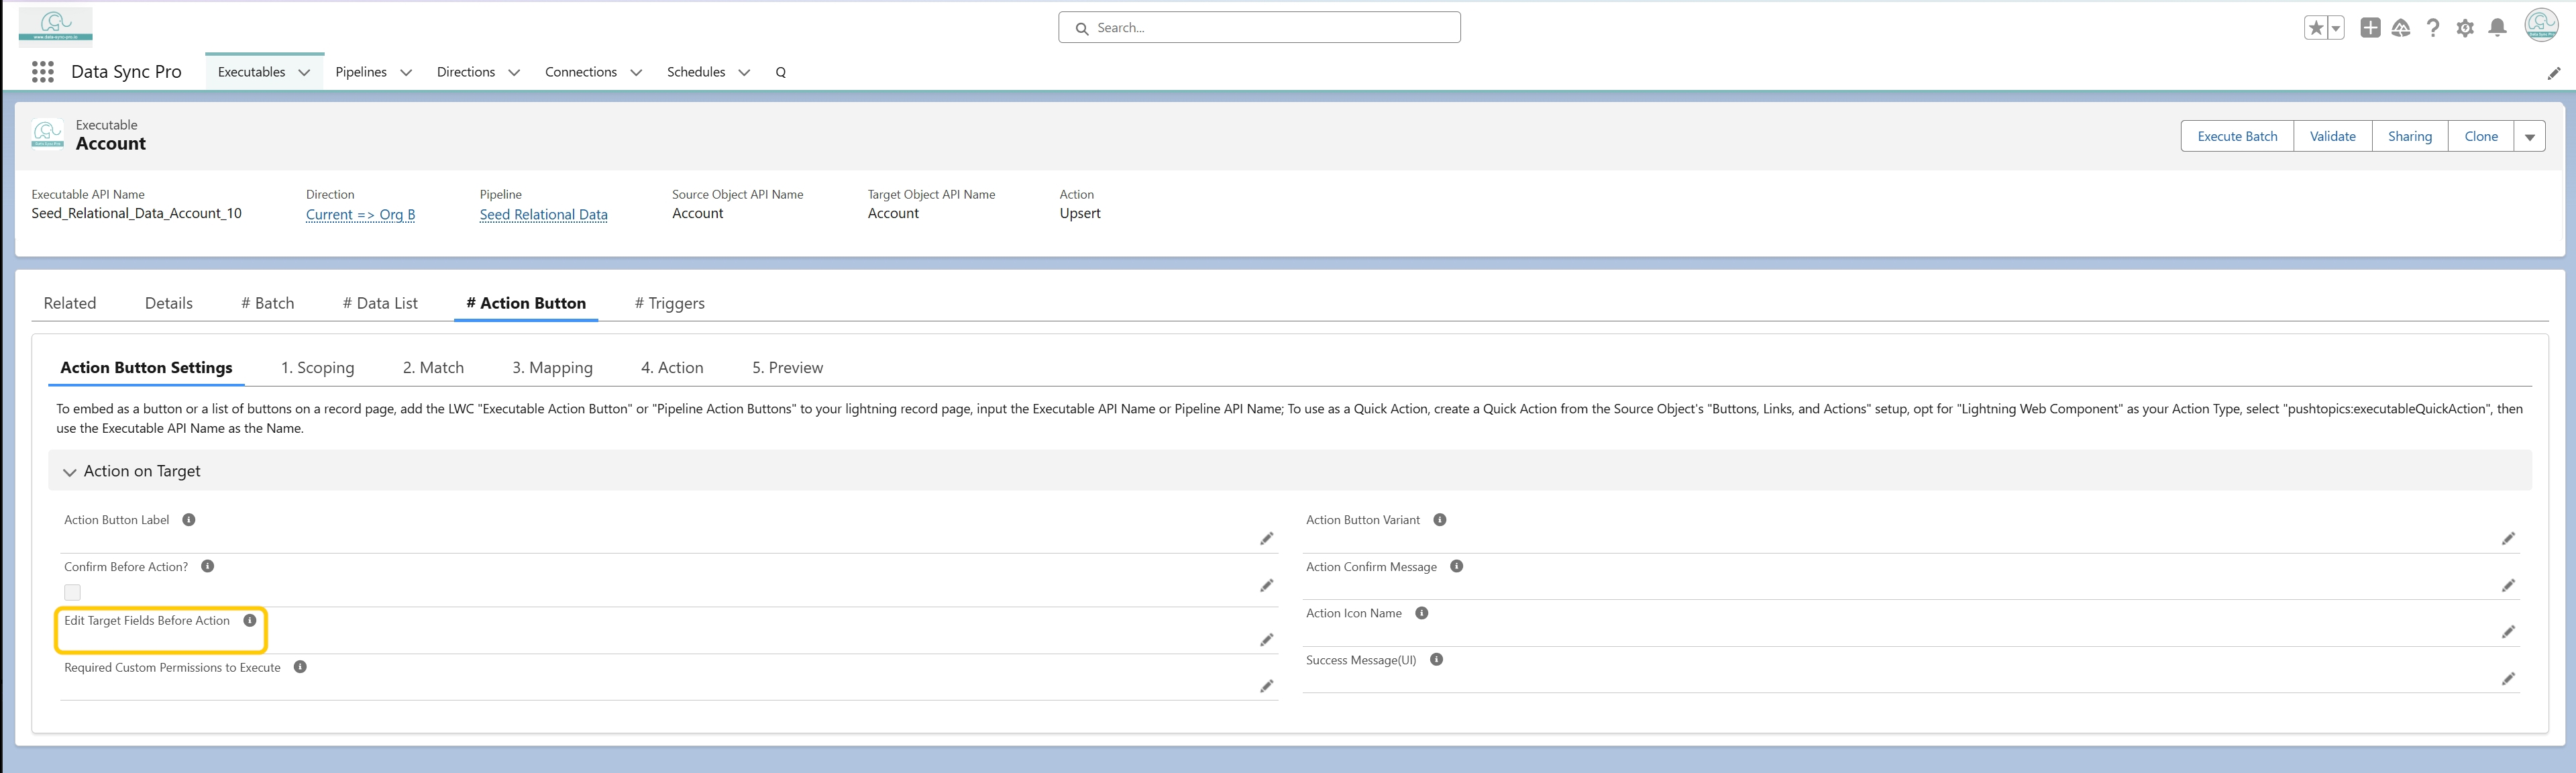 www.data-sync-pro.io
Search...
Data Sync Pro
Executables
Pipelines
Directions
Connections
Schedules
Q
Executable
Account
Execute Batch
Validate
Sharing
Clone
Executable API Name
Seed_Relational_Data_Account_10
Direction
Current => Org B
Pipeline
Seed Relational Data
Source Object API Name
Account
Target Object API Name
Account
Action
Upsert
Related
Details
# Batch
# Data List
# Action Button
# Triggers
Action Button Settings
1. Scoping
2. Match
3. Mapping
4. Action
5. Preview
To embed as a button or a list of buttons on a record page, add the LWC "Executable Action Button" or "Pipeline Action Buttons" to your lightning record page, input the Executable API Name or Pipeline API Name; To use as a Quick Action, create a Quick Action from the Source Object's "Buttons, Links, and Actions" setup, opt for "Lightning Web Component" as your Action Type, select "pushtopics:executableQuickAction", then
use the Executable API Name as the Name.
Action on Target
Action Button Label
Action Button Variant
Confirm Before Action?
Action Confirm Message
Edit Target Fields Before Action
Action Icon Name
Required Custom Permissions to Execute
Success Message(UI)